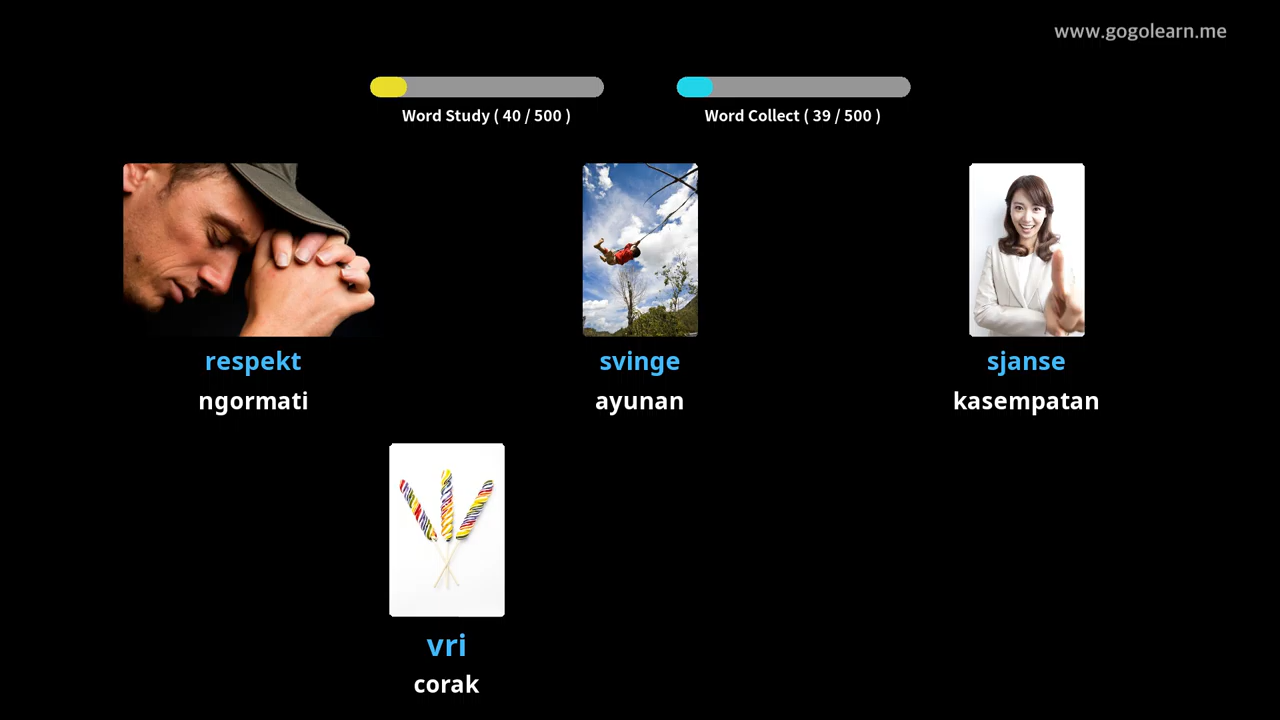 www.gogolearn.me
Word Study ( 40 / 500 )
Word Collect ( 39 / 500 )
respekt
ngormati
svinge
ayunan
sjanse
kasempatan
vri
corak